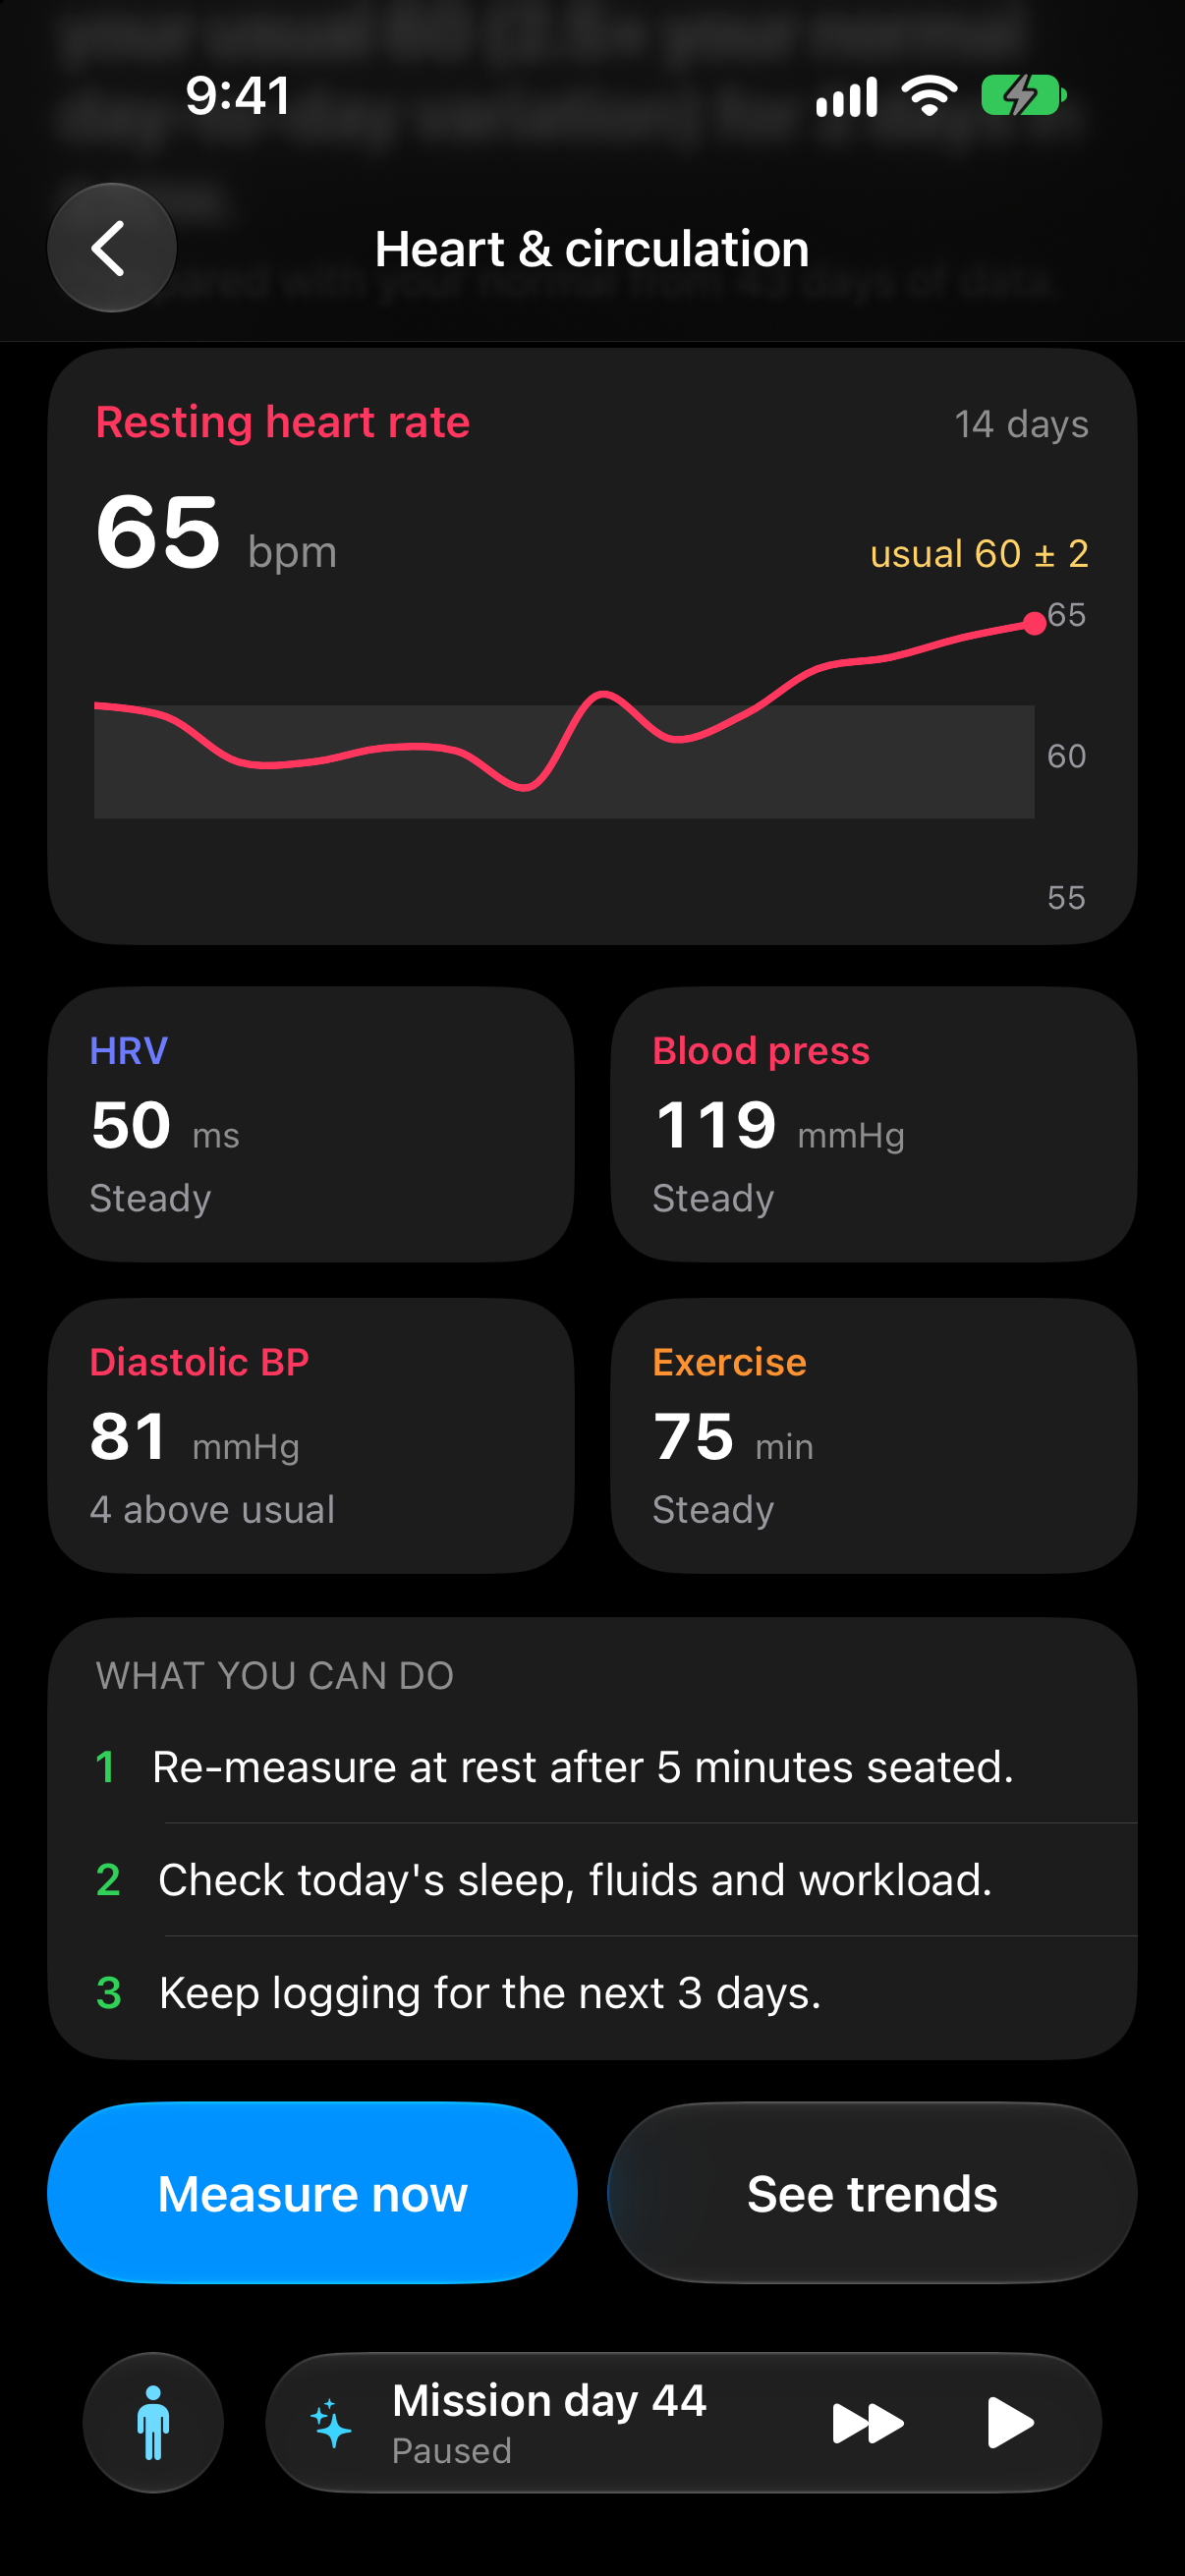 9:41
Heart & circulation
Resting heart rate
14 days
65 bpm
usual 60 ± 2
65
60
55
HRV
50 ms
Steady
Blood press
119 mmHg
Steady
Diastolic BP
81 mmHg
4 above usual
Exercise
75 min
Steady
WHAT YOU CAN DO
1 Re-measure at rest after 5 minutes seated.
2 Check today's sleep, fluids and workload.
3 Keep logging for the next 3 days.
Measure now
See trends
Mission day 44
Paused